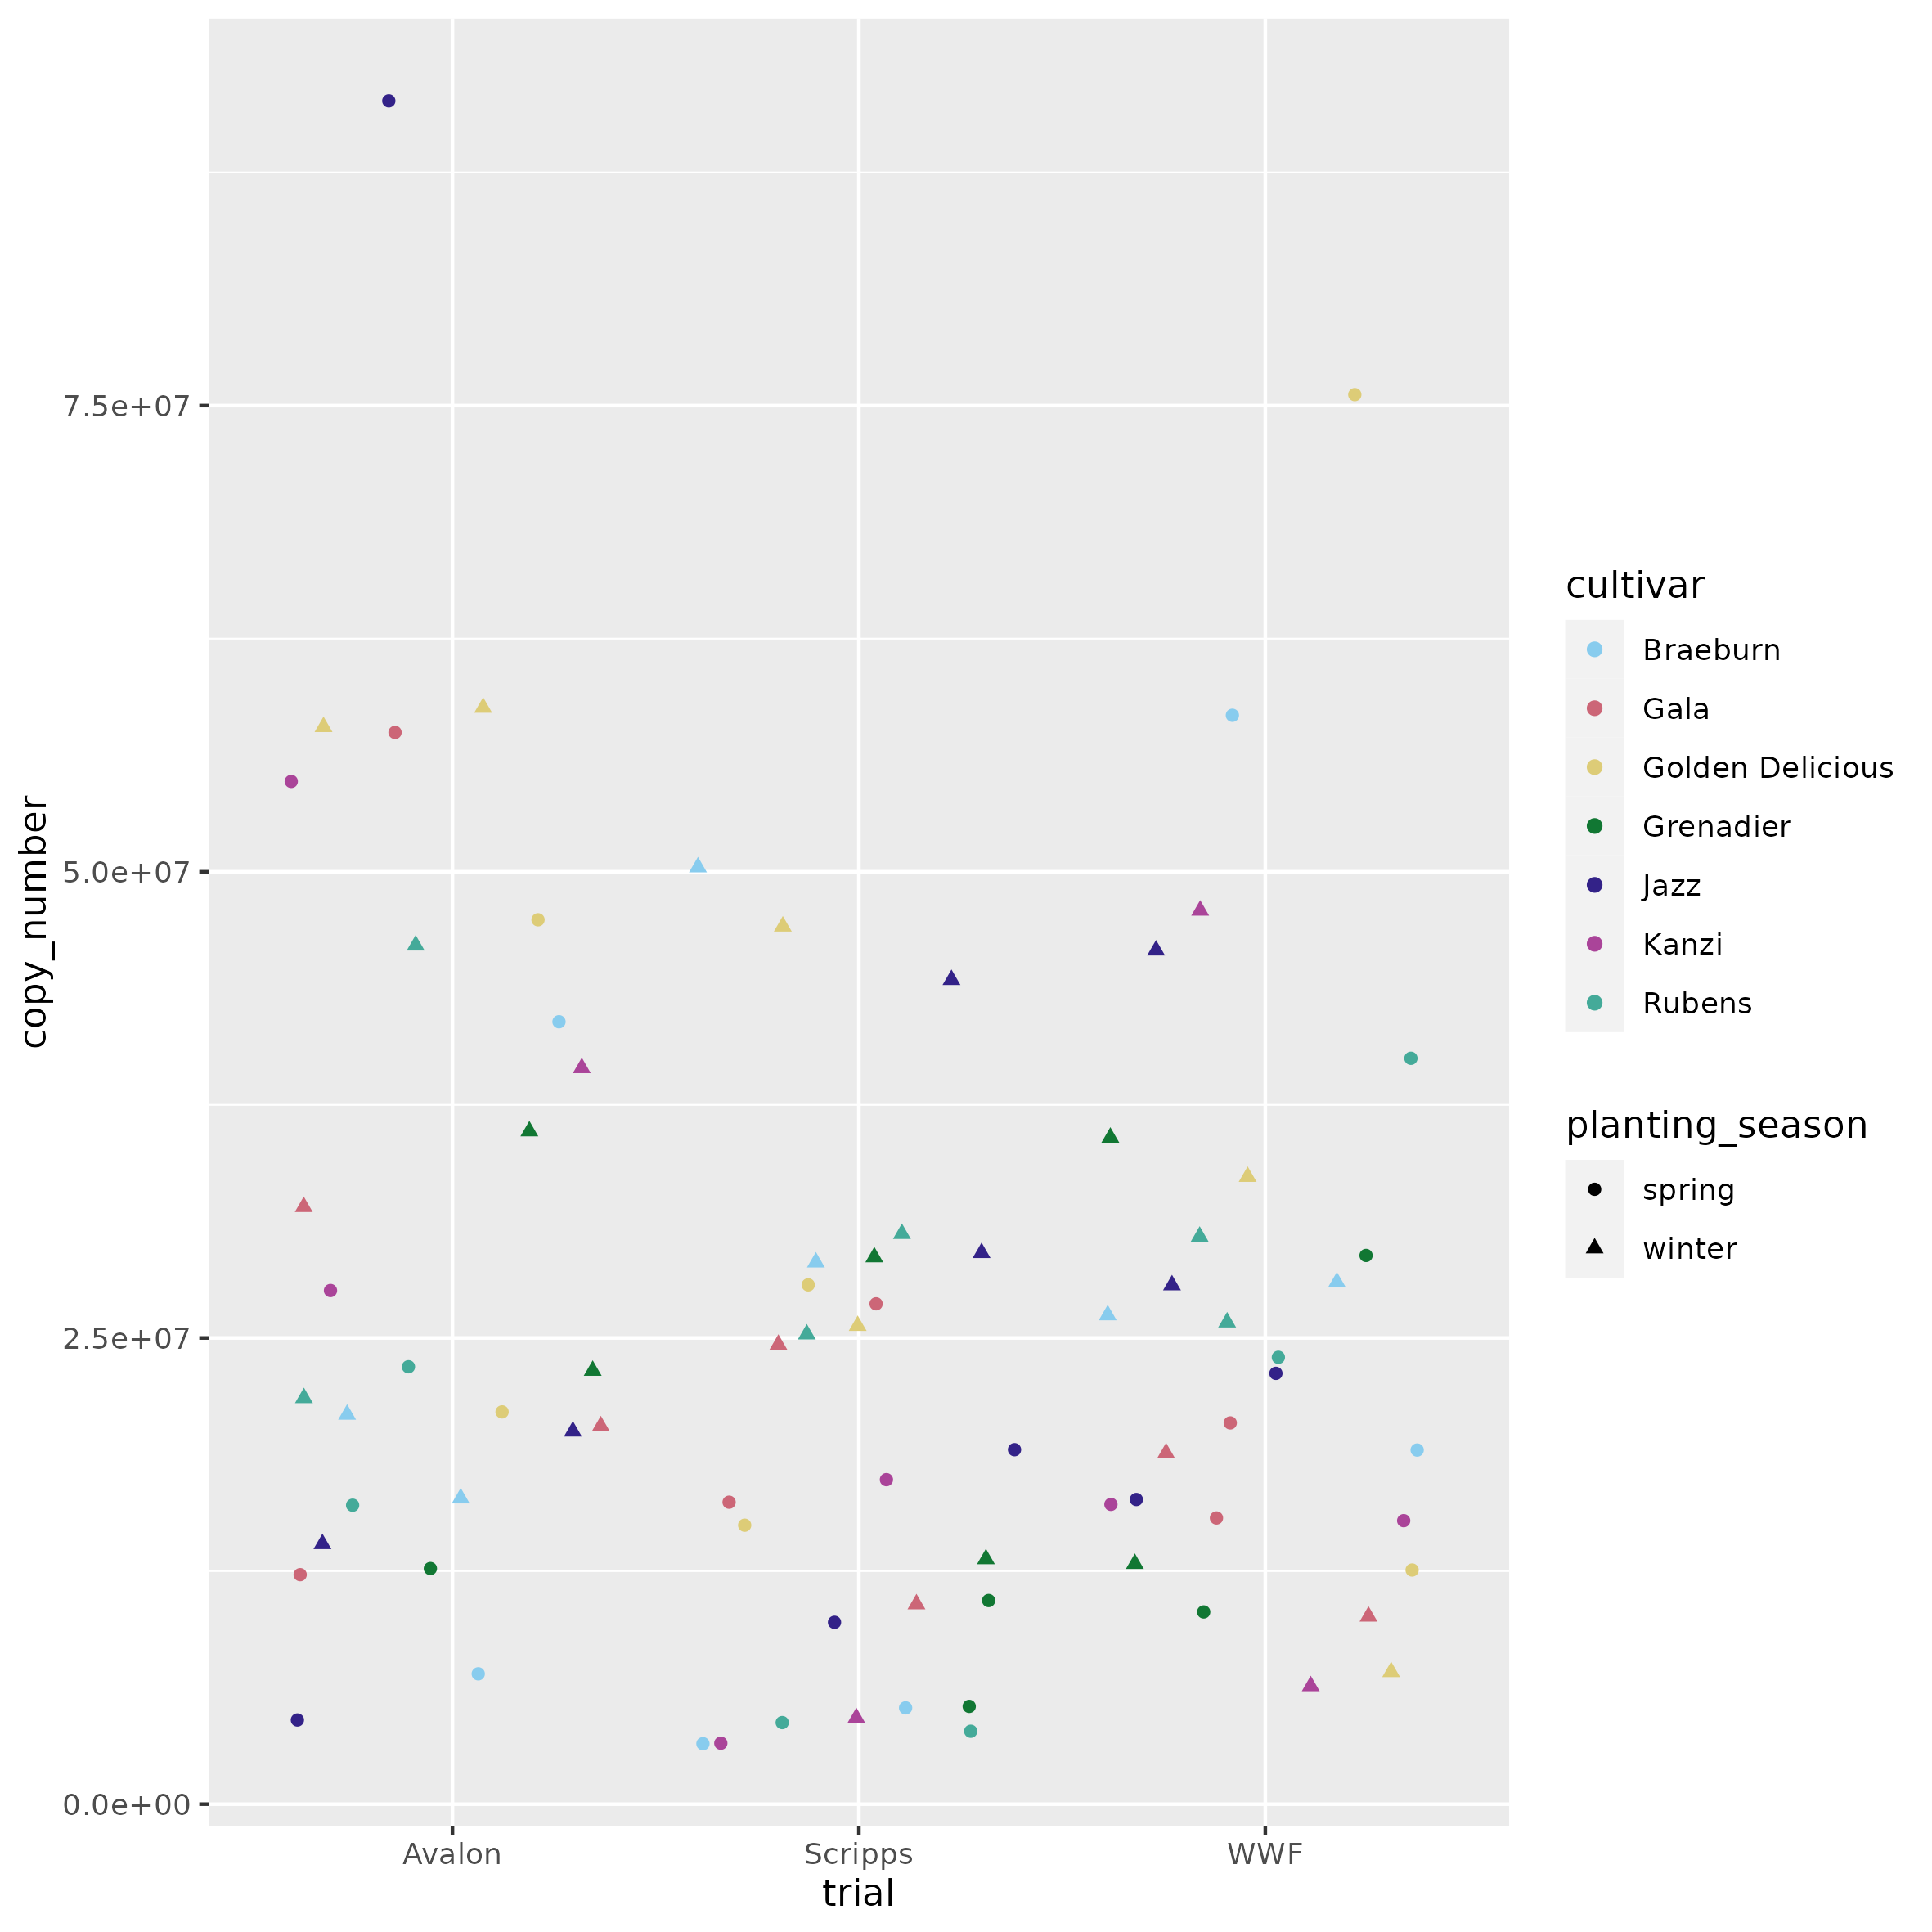 copy_number
7.5e+07
5.0e+07
2.5e+07
0.0e+00
Avalon
Scripps
WWF
trial
cultivar
Braeburn
Gala
Golden Delicious
Grenadier
Jazz
Kanzi
Rubens
planting_season
spring
winter